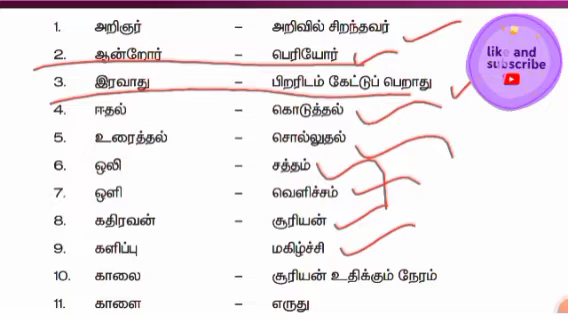 1. அறிஞர் – அறிவில் சிறந்தவர்
2. ஆன்றோர் – பெரியோர்
3. இரவாது – பிறரிடம் கேட்டுப் பெறாது
4. ஈதல் – கொடுத்தல்
5. உரைத்தல் – சொல்லுதல்
6. ஒலி – சத்தம்
7. ஒளி – வெளிச்சம்
8. கதிரவன் – சூரியன்
9. களிப்பு – மகிழ்ச்சி
10. காலை – சூரியன் உதிக்கும் நேரம்
11. காளை – எருது
like and
subscribe